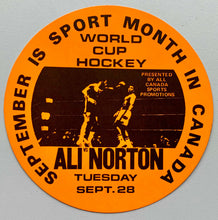 SEPTEMBER IS SPORT MONTH IN CANADA
WORLD
CUP
HOCKEY
PRESENTED
BY ALL
CANADA
SPORTS
PROMOTIONS
ALI NORTON
TUESDAY
SEPT. 28